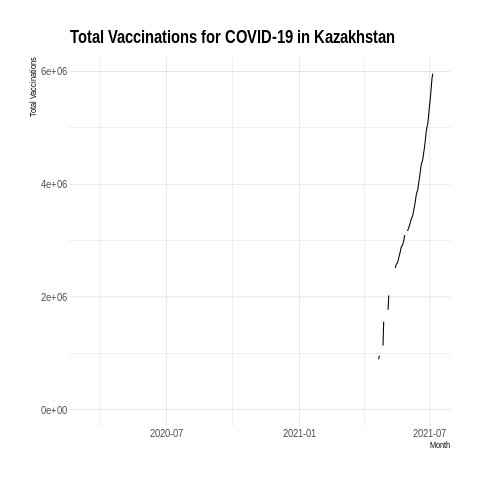 Total Vaccinations for COVID-19 in Kazakhstan
Total Vaccinations
6e+06
4e+06
2e+06
0e+00
2020-07
2021-01
2021-07
Month